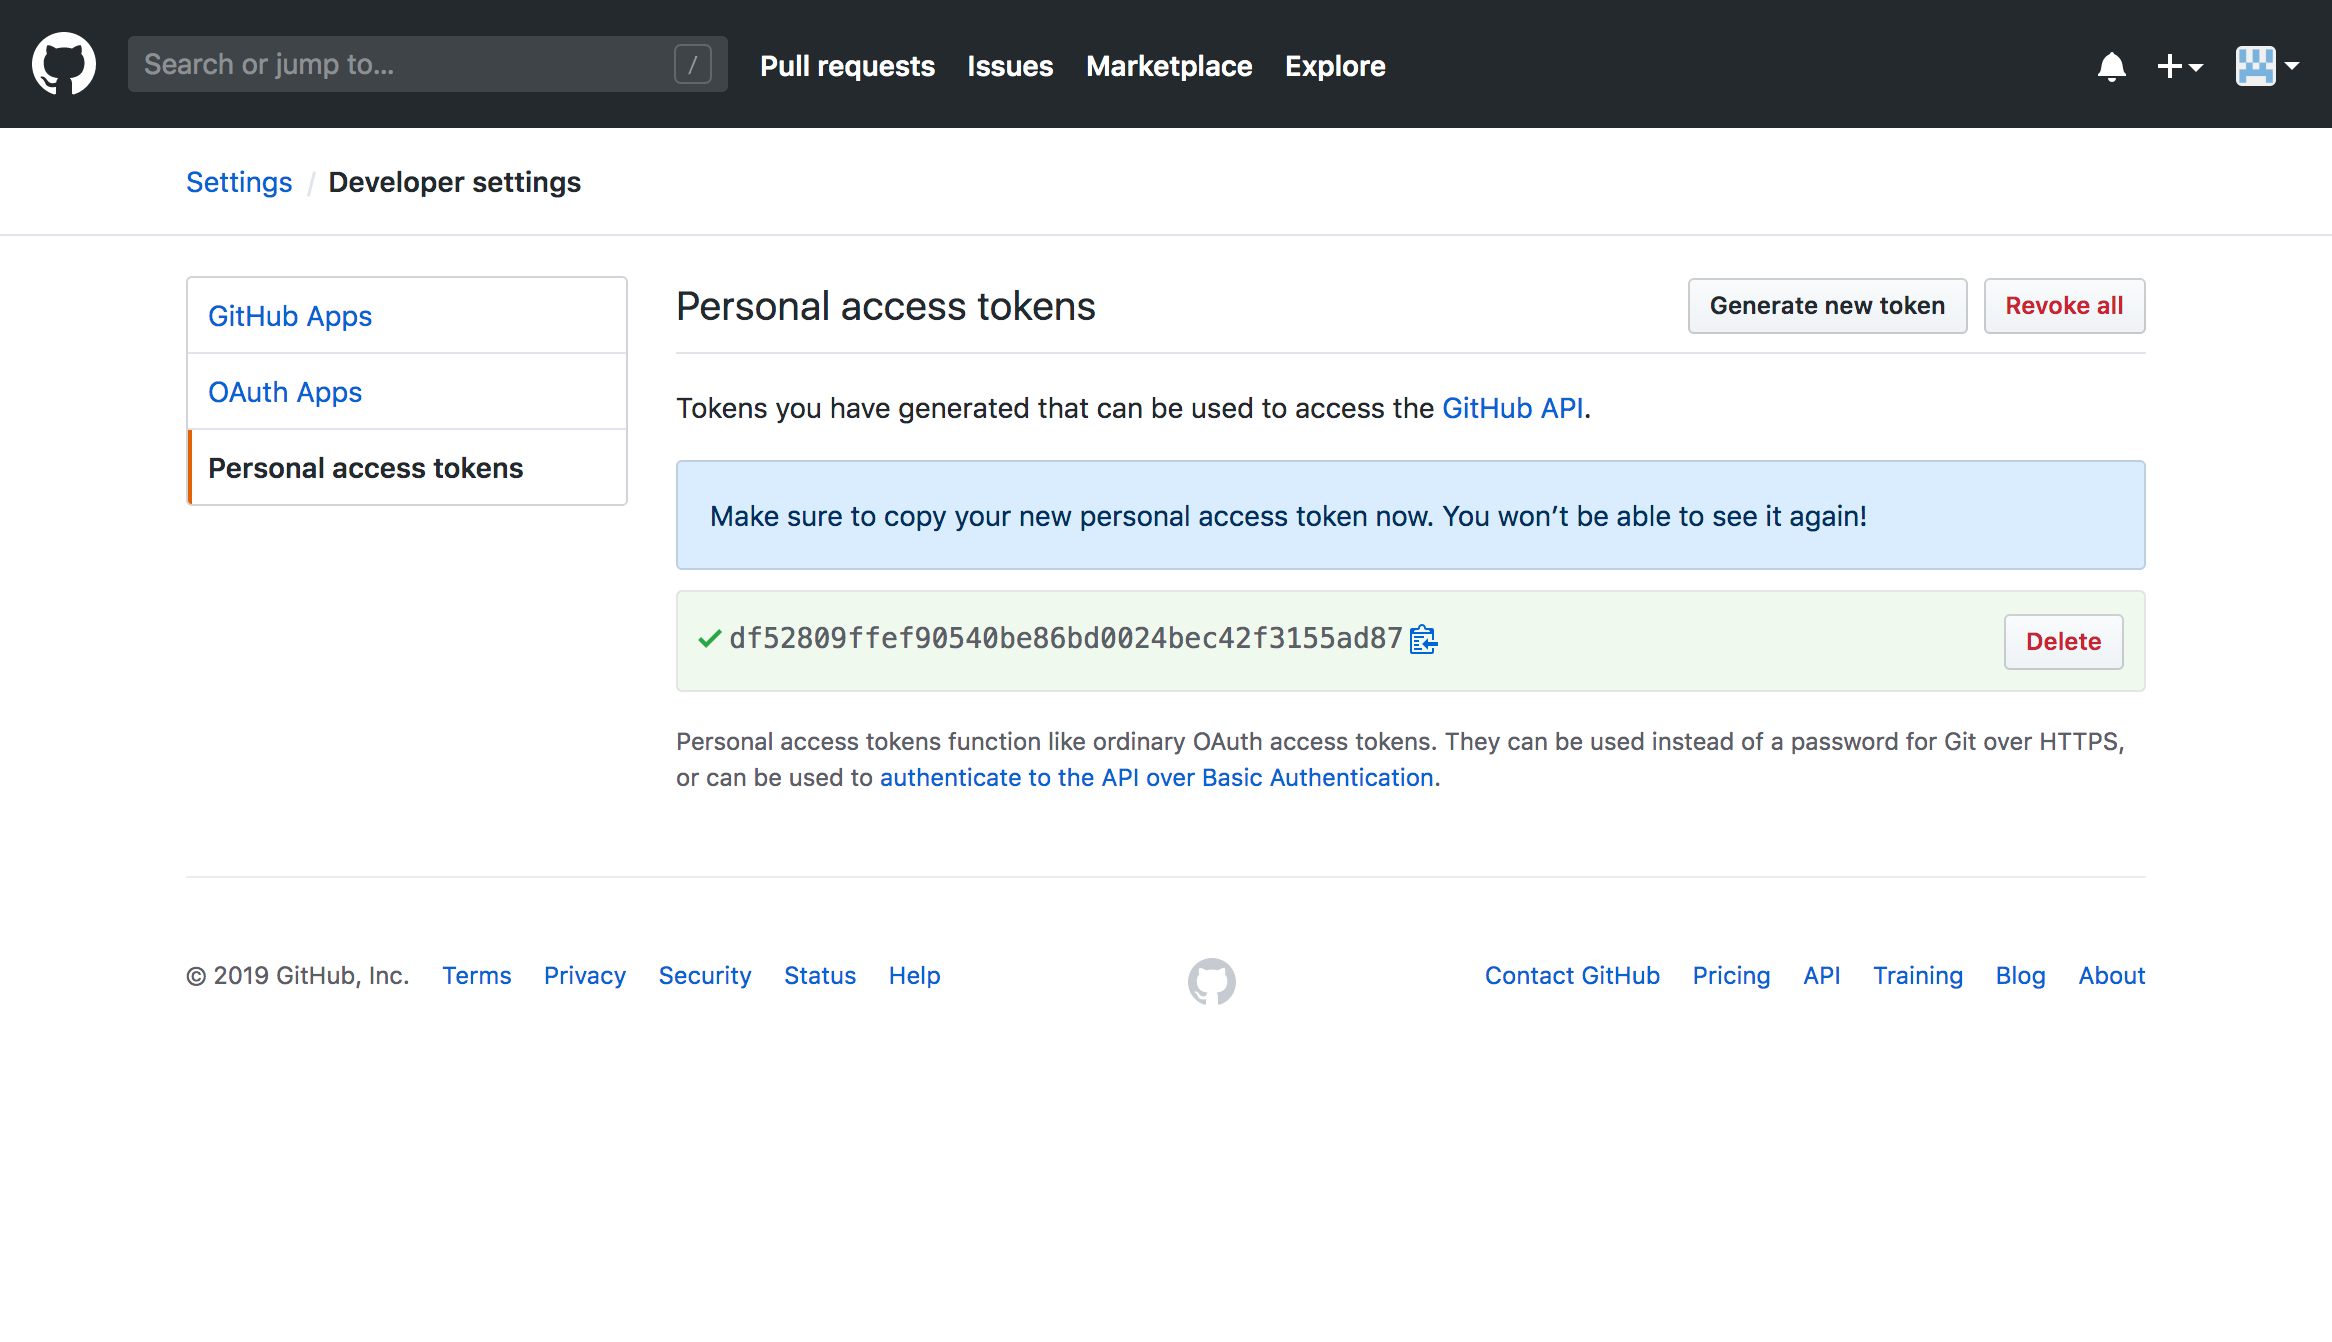 Search or jump to... /
Pull requests Issues Marketplace Explore
Settings / Developer settings
GitHub Apps
OAuth Apps
Personal access tokens
Personal access tokens
Generate new token Revoke all
Tokens you have generated that can be used to access the GitHub API.
Make sure to copy your new personal access token now. You won’t be able to see it again!
df52809ffef90540be86bd0024bec42f3155ad87
Delete
Personal access tokens function like ordinary OAuth access tokens. They can be used instead of a password for Git over HTTPS,
or can be used to authenticate to the API over Basic Authentication.
© 2019 GitHub, Inc. Terms Privacy Security Status Help
Contact GitHub Pricing API Training Blog About